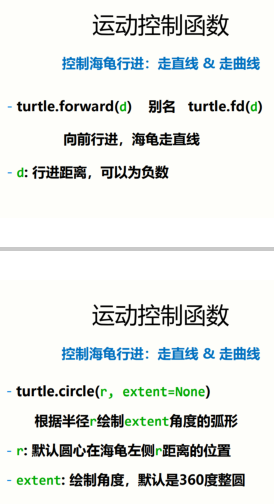 运动控制函数
控制海龟行进：走直线 & 走曲线
- turtle.forward(d) 别名 turtle.fd(d)
向前行进，海龟走直线
- d: 行进距离，可以为负数
运动控制函数
控制海龟行进：走直线 & 走曲线
- turtle.circle(r, extent=None)
根据半径r绘制extent角度的弧形
- r: 默认圆心在海龟左侧r距离的位置
- extent: 绘制角度，默认是360度整圆